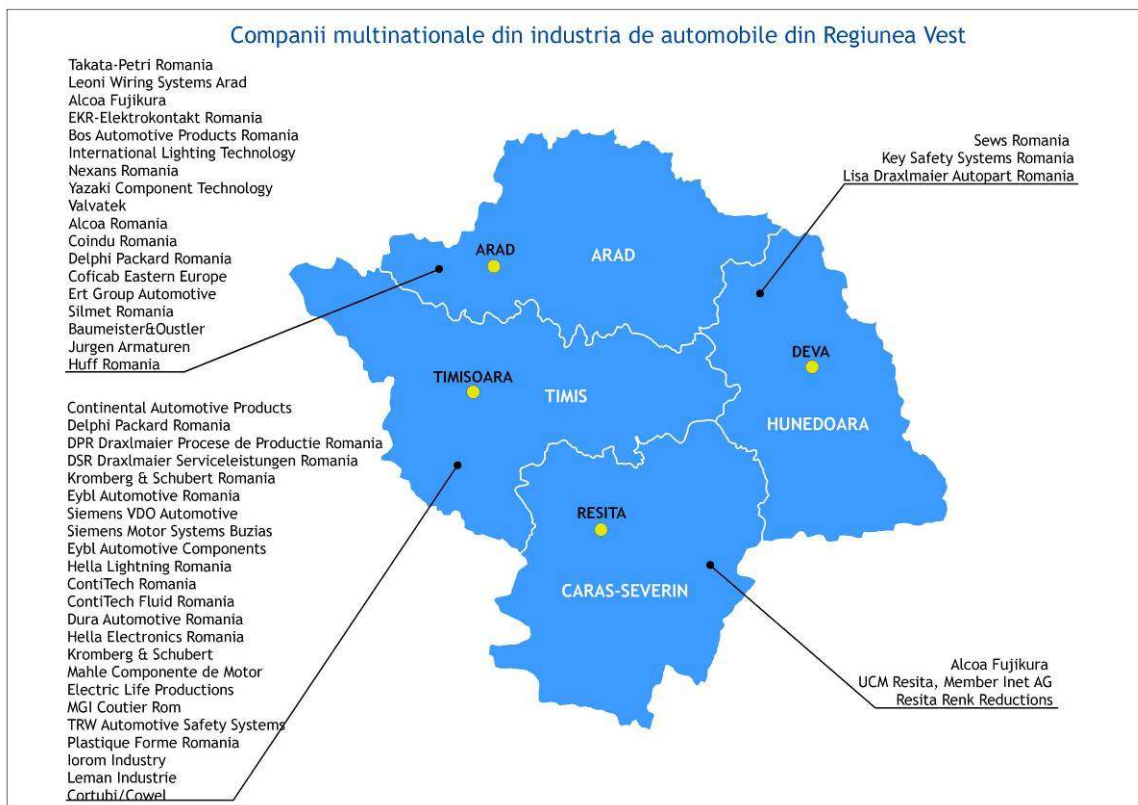 Companii multinationale din industria de automobile din Regiunea Vest
Takata-Petri Romania
Leoni Wiring Systems Arad
Alcoa Fujikura
EKR-Elektrokontakt Romania
Bos Automotive Products Romania
International Lighting Technology
Nexans Romania
Yazaki Component Technology
Valvatek
Alcoa Romania
Coindu Romania
Delphi Packard Romania
Coficab Eastern Europe
Ert Group Automotive
Silmet Romania
Baumeister&Oustler
Jurgen Armaturen
Huff Romania
Sews Romania
Key Safety Systems Romania
Lisa Draxlmaier Autopart Romania
ARAD
ARAD
DEVA
TIMISOARA
TIMIS
HUNEDOARA
RESITA
CARAS-SEVERIN
Continental Automotive Products
Delphi Packard Romania
DPR Draxlmaier Procese de Productie Romania
DSR Draxlmaier Serviceleistungen Romania
Kromberg & Schubert Romania
Eybl Automotive Romania
Siemens VDO Automotive
Siemens Motor Systems Buzias
Eybl Automotive Components
Hella Lightning Romania
ContiTech Romania
ContiTech Fluid Romania
Dura Automotive Romania
Hella Electronics Romania
Kromberg & Schubert
Mahle Componente de Motor
Electric Life Productions
MGI Coutier Rom
TRW Automotive Safety Systems
Plastique Forme Romania
Iorom Industry
Leman Industrie
Cortubi/Cowel
Alcoa Fujikura
UCM Resita, Member Inet AG
Resita Renk Reductions